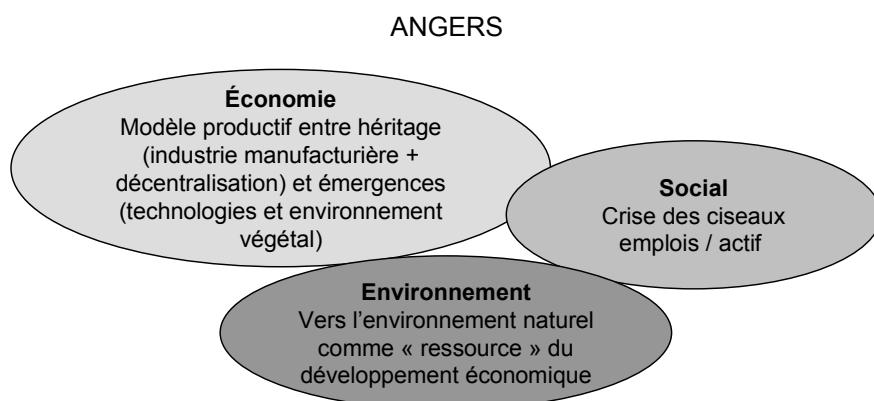 ANGERS
Économie
Modèle productif entre héritage
(industrie manufacturière +
décentralisation) et émergences
(technologies et environnement
végétal)
Social
Crise des ciseaux
emplois / actif
Environnement
Vers l’environnement naturel
comme « ressource » du
développement économique